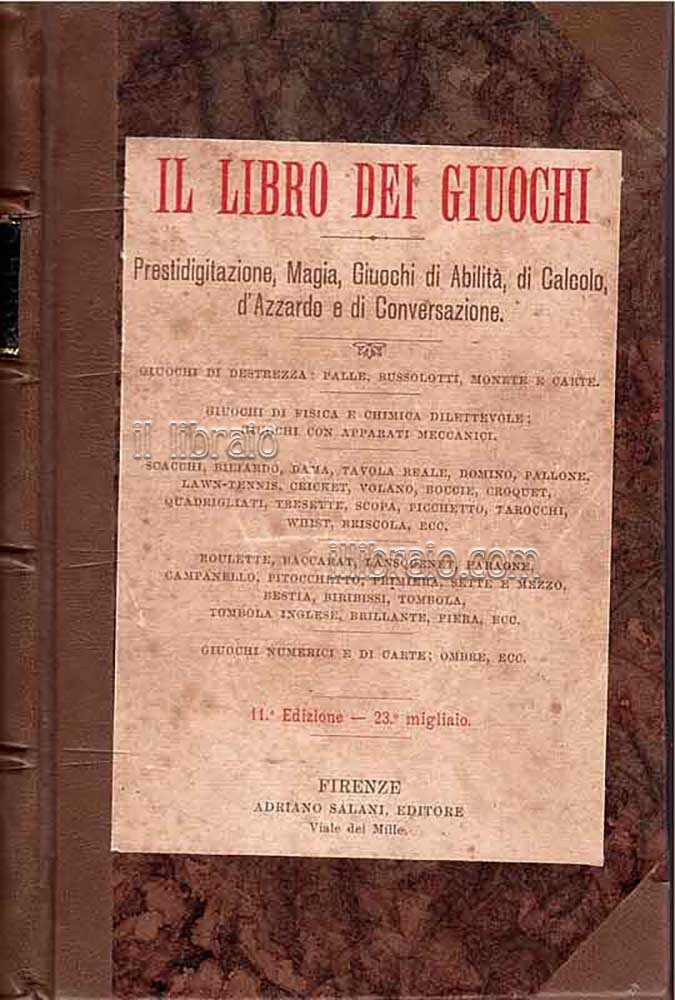 IL LIBRO DEI GIUOCHI
Prestidigitazione, Magia, Giuochi di Abilità, di Calcolo,
d'Azzardo e di Conversazione.
GIUOCHI DI DESTREZZA: PALLE, BUSSOLOTTI, MONETE E CARTE.
GIUOCHI DI FISICA E CHIMICA DILETTEVOLE;
il libraio
GIUOCHI CON APPARATI MECCANICI.
SCACCHI, BILIARDO, DAMA, TAVOLA REALE, DOMINO, PALLONE,
LAWN-TENNIS, CRICKET, VOLANO, BOCCIE, CROQUET,
QUADRIGLIATI, TRESETTE, SCOPA, PICCHETTO, TAROCCHI,
WHIST, BRISCOLA, ECC.
ROULETTE, BACCARAT, LANSQUENET, FARAONE,
illibraio.com
CAMPANELLO, PITOCCHETTO, PRIMIERA, SETTE E MEZZO,
BESTIA, BIRIBISSI, TOMBOLA,
TOMBOLA INGLESE, BRILLANTE, FIERA, ECC.
GIUOCHI NUMERICI E DI CARTE; OMBRE, ECC.
11.ª Edizione — 23.º migliaio.
FIRENZE
ADRIANO SALANI, EDITORE
Viale dei Mille.